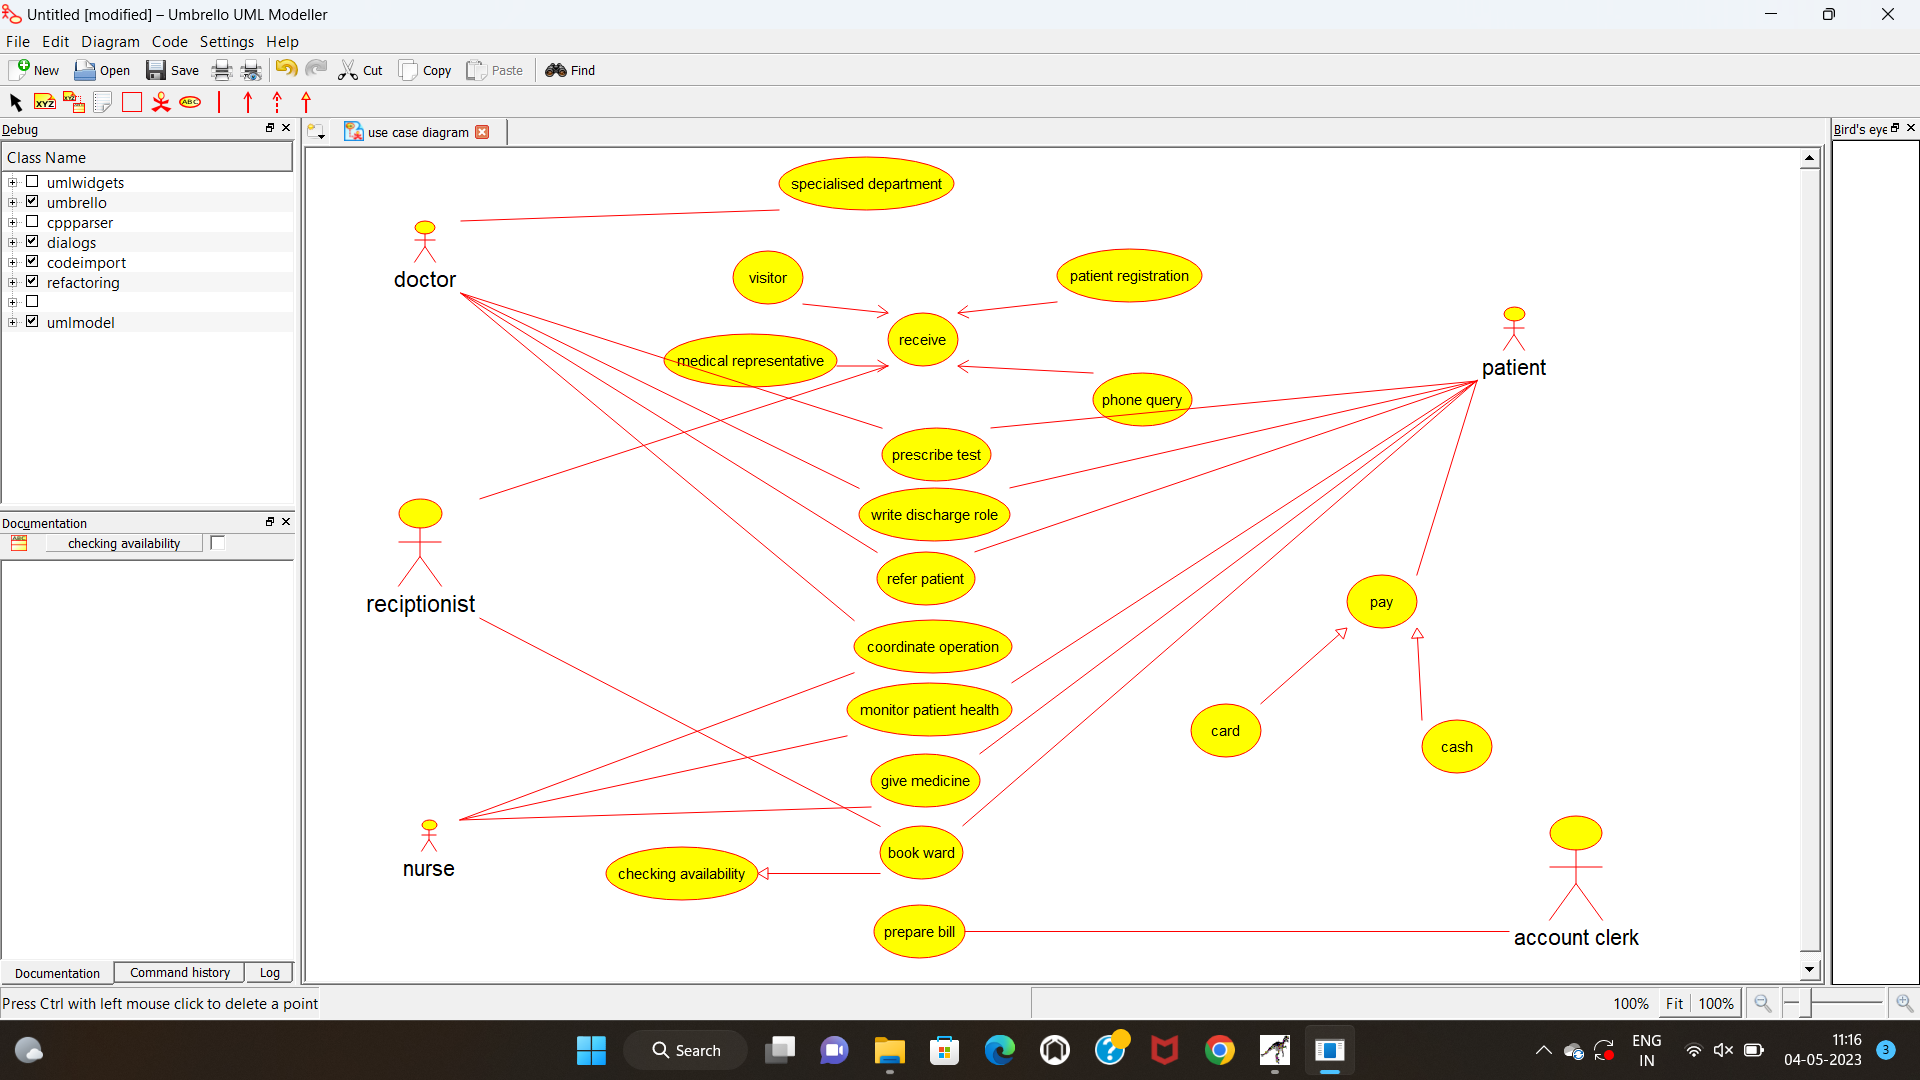 Untitled [modified] – Umbrello UML Modeller
File Edit Diagram Code Settings Help
New Open Save Cut Copy Paste Find
XYZ XYZ ABC
Debug
Class Name
umlwidgets
umbrello
cppparser
dialogs
codeimport
refactoring
umlmodel
Documentation
ABC checking availability
Documentation Command history Log
use case diagram
specialised department
doctor
visitor
patient registration
receive
medical representative
patient
phone query
prescribe test
write discharge role
refer patient
reciptionist
pay
coordinate operation
monitor patient health
card
cash
give medicine
nurse
book ward
checking availability
prepare bill
account clerk
Bird's eye
Press Ctrl with left mouse click to delete a point
100% Fit 100%
Search
ENG
IN
11:16
04-05-2023
3